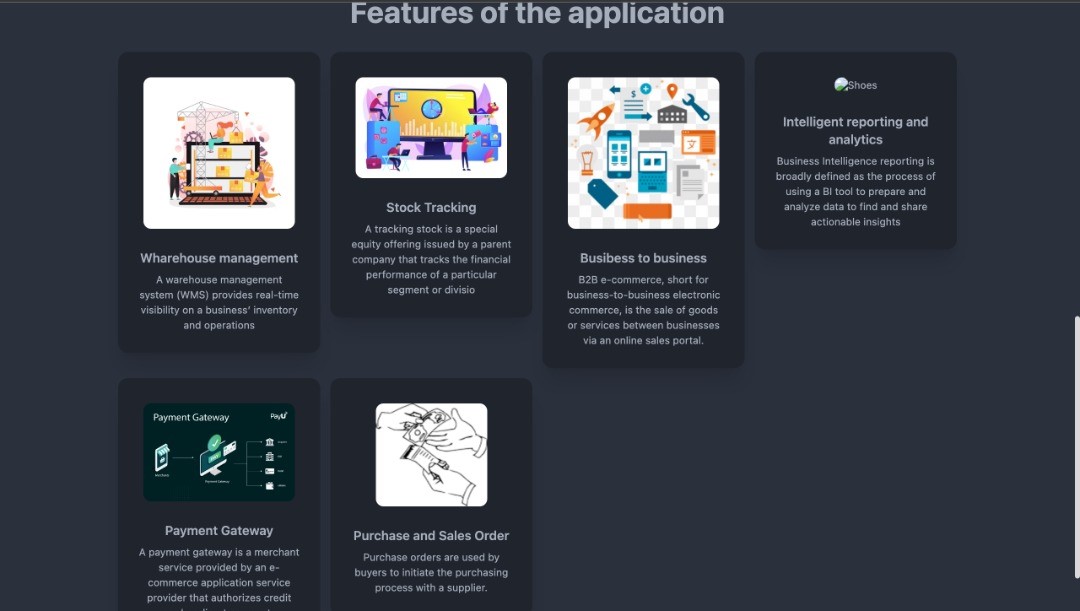 Features of the application
Wharehouse management
A warehouse management
system (WMS) provides real-time
visibility on a business’ inventory
and operations
Stock Tracking
A tracking stock is a special
equity offering issued by a parent
company that tracks the financial
performance of a particular
segment or divisio
Busibess to business
B2B e-commerce, short for
business-to-business electronic
commerce, is the sale of goods
or services between businesses
via an online sales portal.
Shoes
Intelligent reporting and
analytics
Business Intelligence reporting is
broadly defined as the process of
using a BI tool to prepare and
analyze data to find and share
actionable insights
Payment Gateway
PayU
Payment Gateway
Payment Gateway
A payment gateway is a merchant
service provided by an e-
commerce application service
provider that authorizes credit
Purchase and Sales Order
Purchase orders are used by
buyers to initiate the purchasing
process with a supplier.